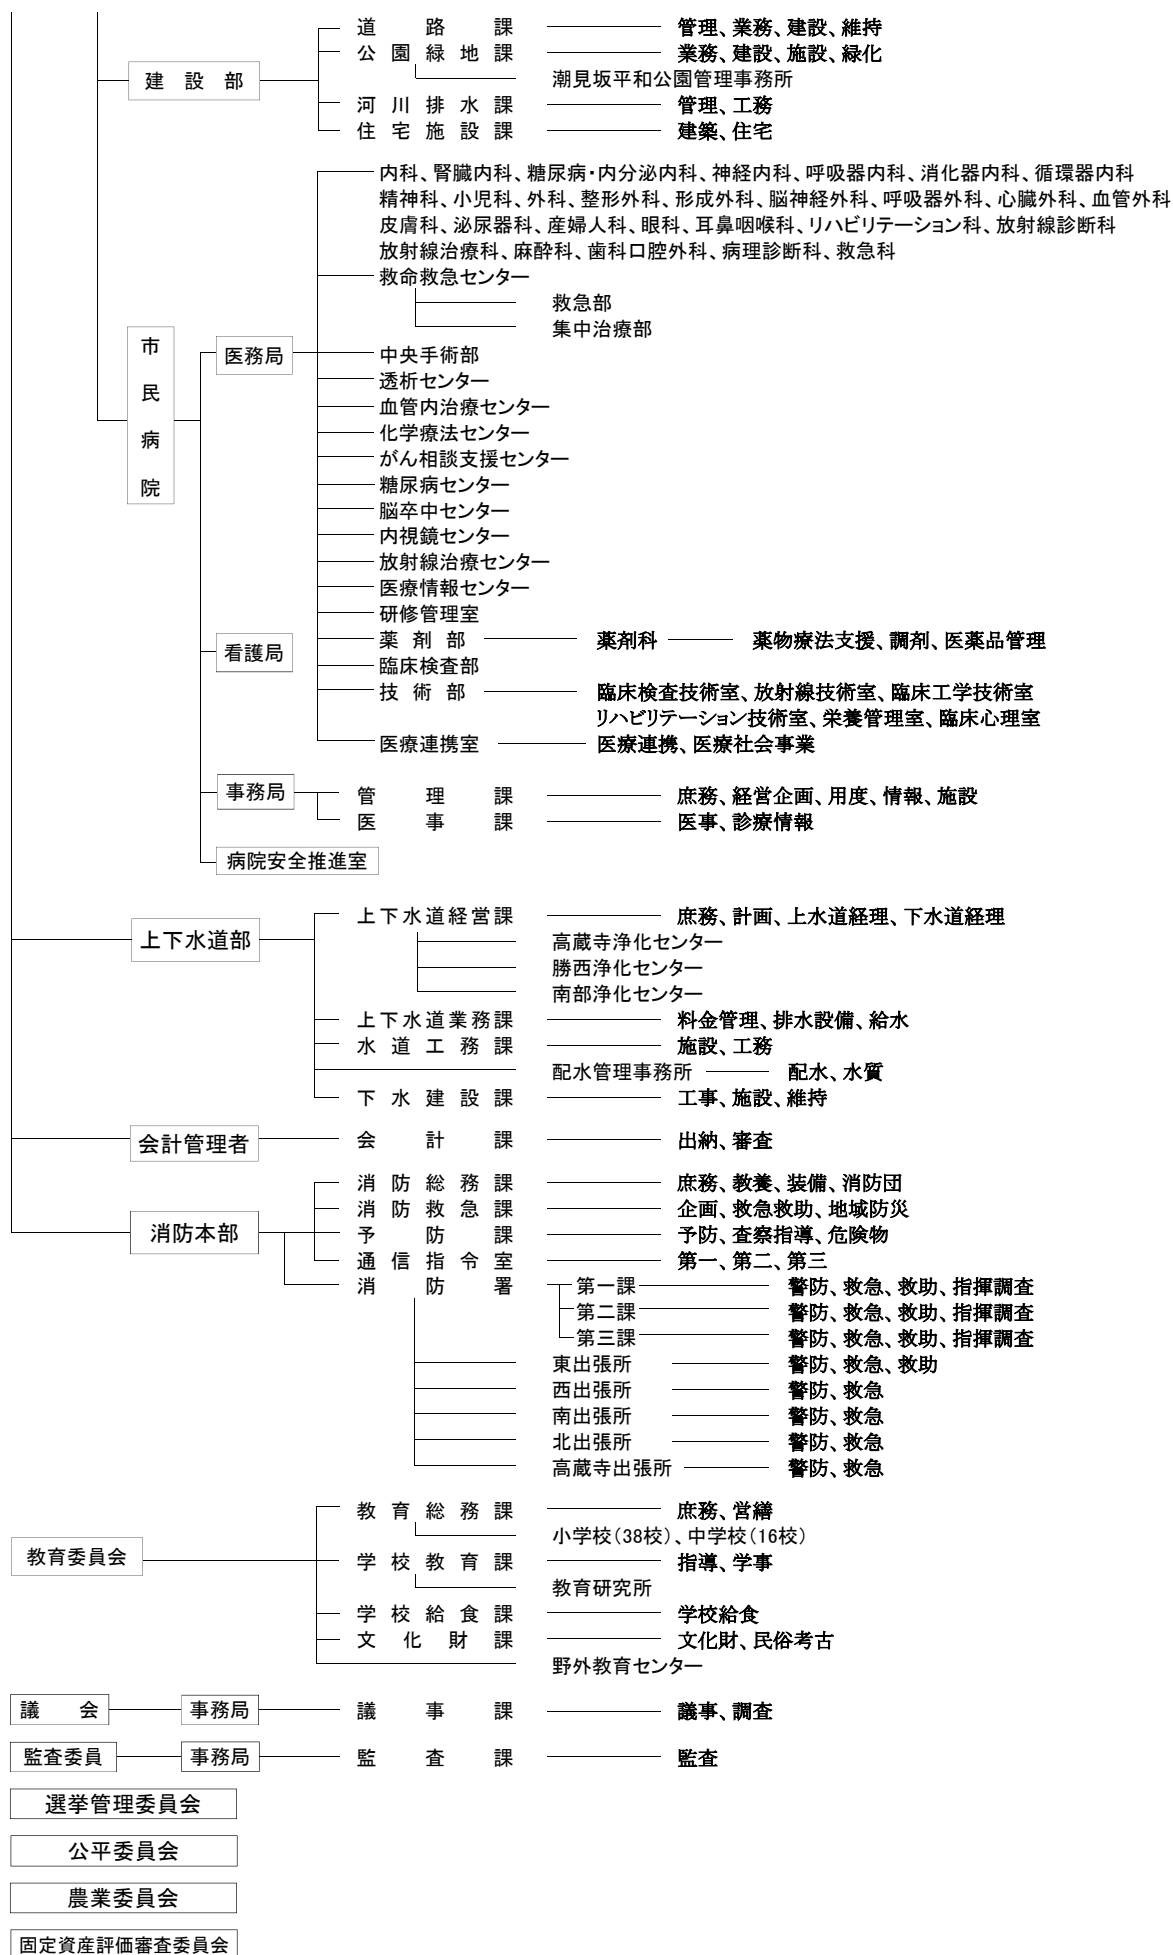 道路課 管理、業務、建設、維持
公園緑地課 業務、建設、施設、緑化
建設部 潮見坂平和公園管理事務所
河川排水課 管理、工務
住宅施設課 建築、住宅
内科、腎臓内科、糖尿病・内分泌内科、神経内科、呼吸器内科、消化器内科、循環器内科
精神科、小児科、外科、整形外科、形成外科、脳神経外科、呼吸器外科、心臓外科、血管外科
皮膚科、泌尿器科、産婦人科、眼科、耳鼻咽喉科、リハビリテーション科、放射線診断科
放射線治療科、麻酔科、歯科口腔外科、病理診断科、救急科
救命救急センター
救急部
集中治療部
市民病院
医務局 中央手術部
透析センター
血管内治療センター
化学療法センター
がん相談支援センター
糖尿病センター
脳卒中センター
内視鏡センター
放射線治療センター
医療情報センター
研修管理室
看護局
薬剤部 薬剤科 薬物療法支援、調剤、医薬品管理
臨床検査部
技術部 臨床検査技術室、放射線技術室、臨床工学技術室
リハビリテーション技術室、栄養管理室、臨床心理室
医療連携室 医療連携、医療社会事業
事務局 管理課 庶務、経営企画、用度、情報、施設
医事課 医事、診療情報
病院安全推進室
上下水道経営課 庶務、計画、上水道経理、下水道経理
上下水道部 高蔵寺浄化センター
勝西浄化センター
南部浄化センター
上下水道業務課 料金管理、排水設備、給水
水道工務課 施設、工務
配水管理事務所 配水、水質
下水建設課 工事、施設、維持
会計管理者 会計課 出納、審査
消防総務課 庶務、教養、装備、消防団
消防救急課 企画、救急救助、地域防災
消防本部 予防課 予防、査察指導、危険物
通信指令室 第一、第二、第三
消防署 第一課 警防、救急、救助、指揮調査
第二課 警防、救急、救助、指揮調査
第三課 警防、救急、救助、指揮調査
東出張所 警防、救急、救助
西出張所 警防、救急
南出張所 警防、救急
北出張所 警防、救急
高蔵寺出張所 警防、救急
教育総務課 庶務、営繕
小学校(38校)、中学校(16校)
教育委員会 学校教育課 指導、学事
教育研究所
学校給食課 学校給食
文化財課 文化財、民俗考古
野外教育センター
議会 事務局 議事課 議事、調査
監査委員 事務局 監査課 監査
選挙管理委員会
公平委員会
農業委員会
固定資産評価審査委員会